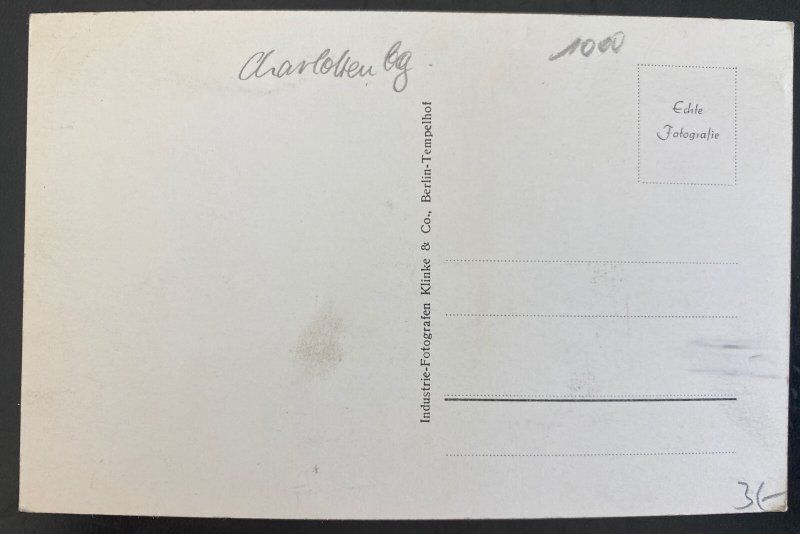 Charlottenbg.
1000
Echte
Fotografie
Industrie-Fotografen Klinke & Co., Berlin-Tempelhof
3(-